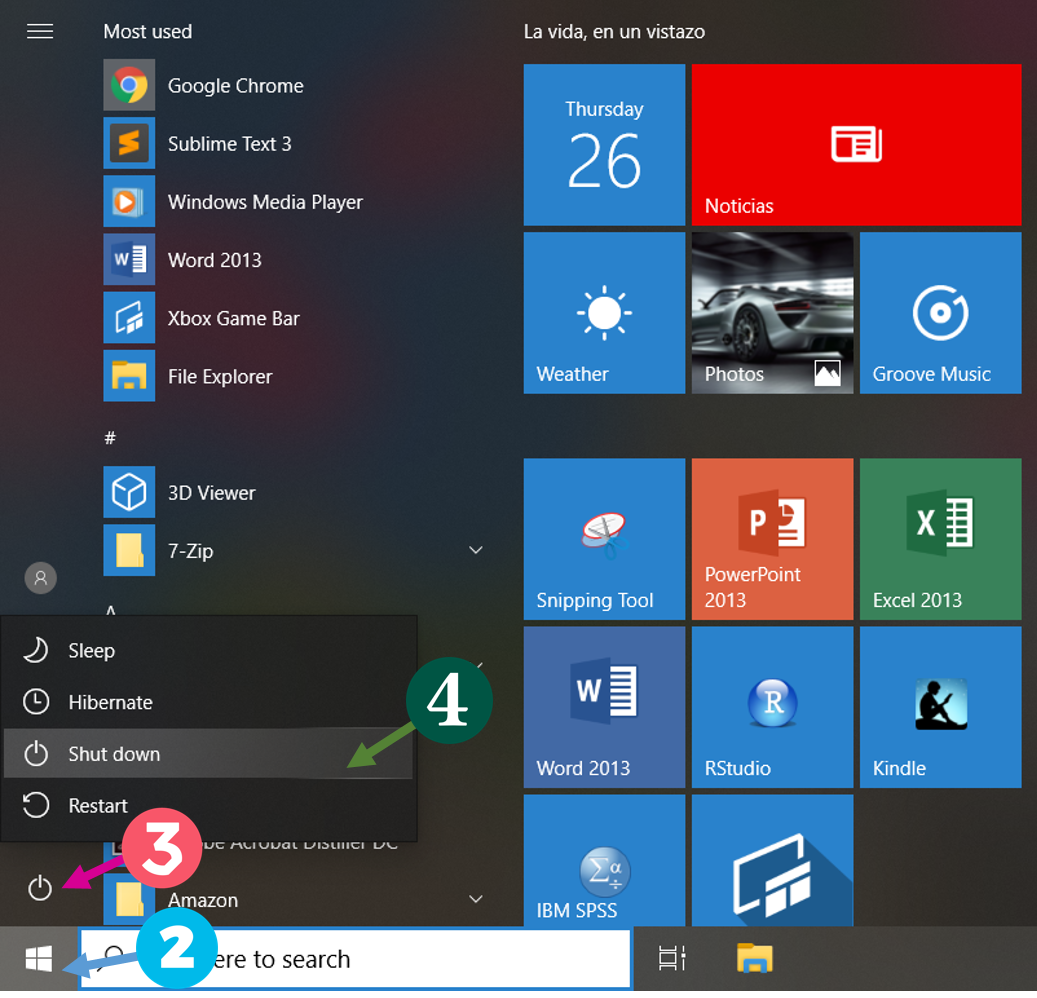 Most used
Google Chrome
Sublime Text 3
Windows Media Player
Word 2013
Xbox Game Bar
File Explorer
#
3D Viewer
7-Zip
A
Sleep
Hibernate
Shut down
Restart
Acrobat Distiller DC
Amazon
La vida, en un vistazo
Thursday
26
Noticias
Weather
Photos
Groove Music
Snipping Tool
P
PowerPoint
2013
X
Excel 2013
W
Word 2013
R
RStudio
Kindle
Σα
÷
IBM SPSS
4
3
2
ere to search